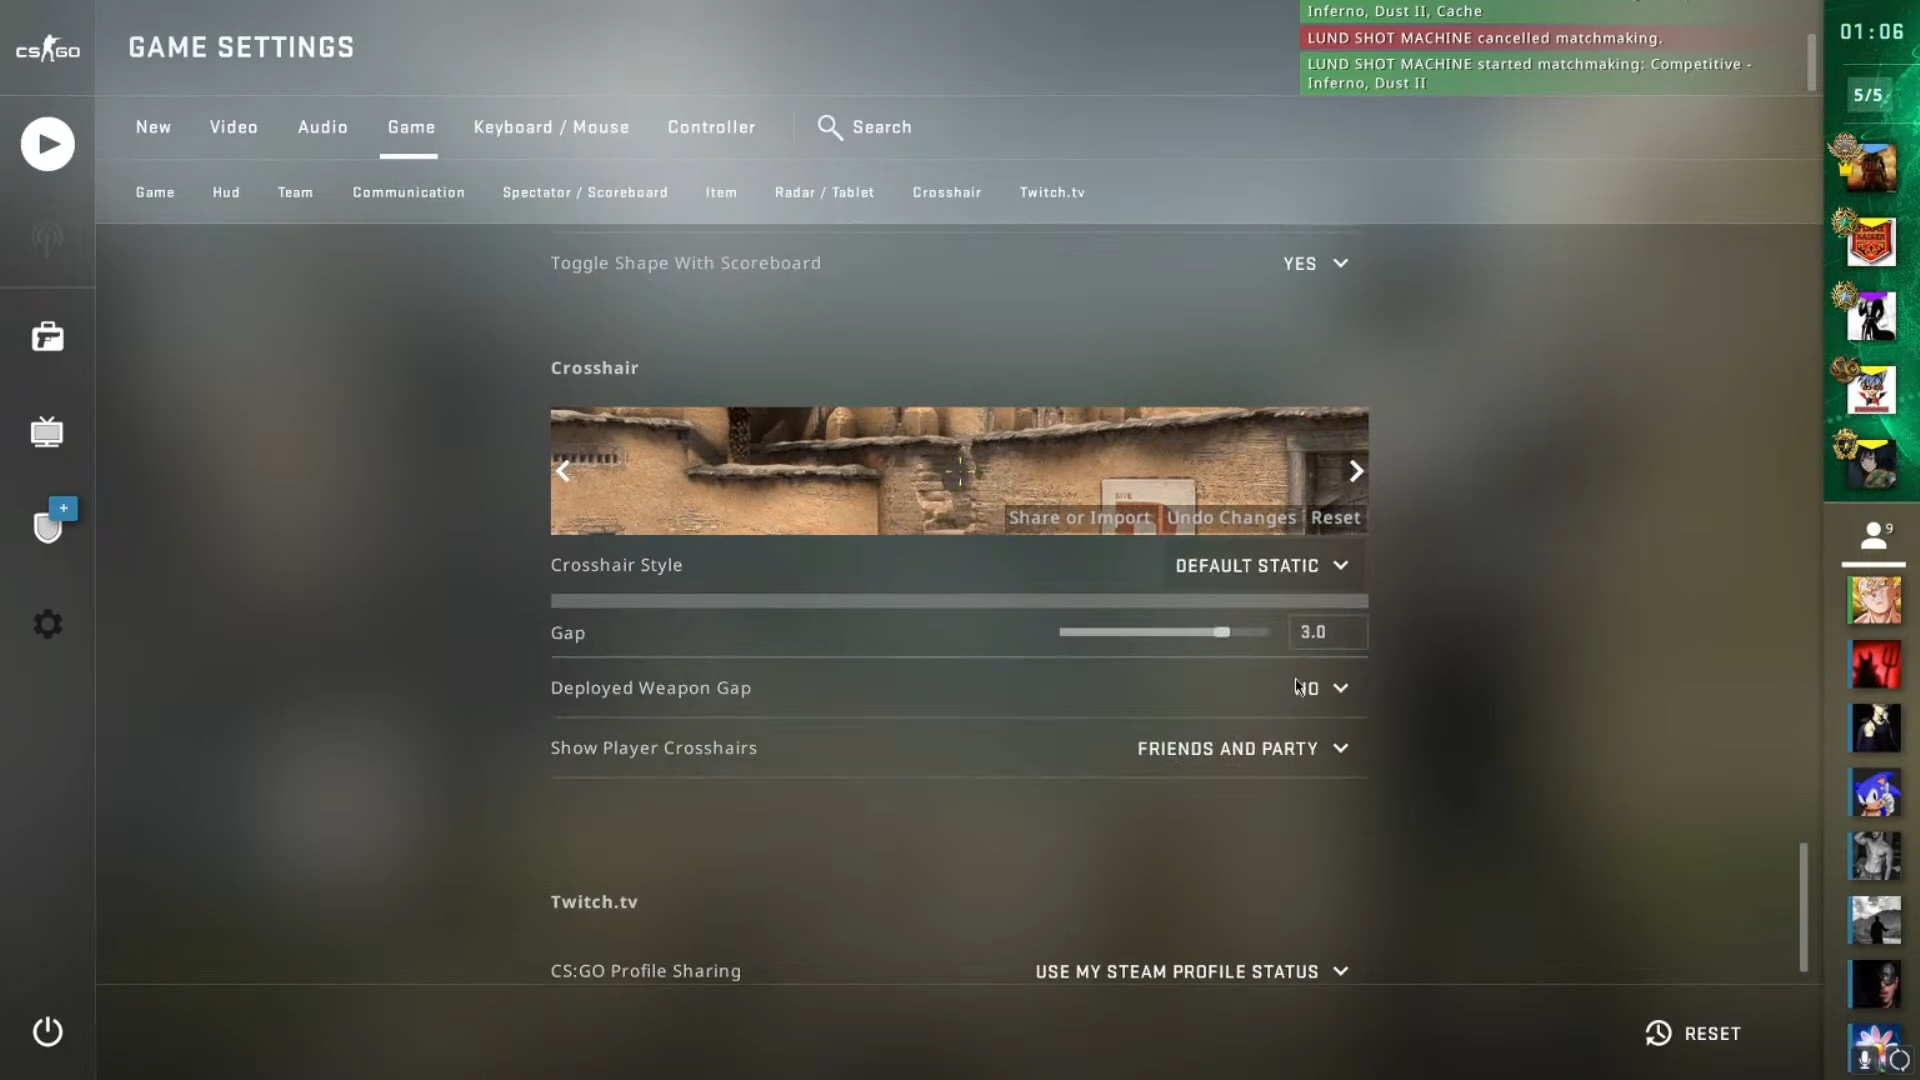 CS GO
GAME SETTINGS
Inferno, Dust II, Cache
LUND SHOT MACHINE cancelled matchmaking.
LUND SHOT MACHINE started matchmaking: Competitive -
Inferno, Dust II
01:06
5/5
New Video Audio Game Keyboard / Mouse Controller Search
Game Hud Team Communication Spectator / Scoreboard Item Radar / Tablet Crosshair Twitch.tv
Toggle Shape With Scoreboard YES
Crosshair
SITE
Share or Import Undo Changes Reset
Crosshair Style DEFAULT STATIC
+
9
Gap 3.0
Deployed Weapon Gap NO
Show Player Crosshairs FRIENDS AND PARTY
Twitch.tv
CS:GO Profile Sharing USE MY STEAM PROFILE STATUS
RESET